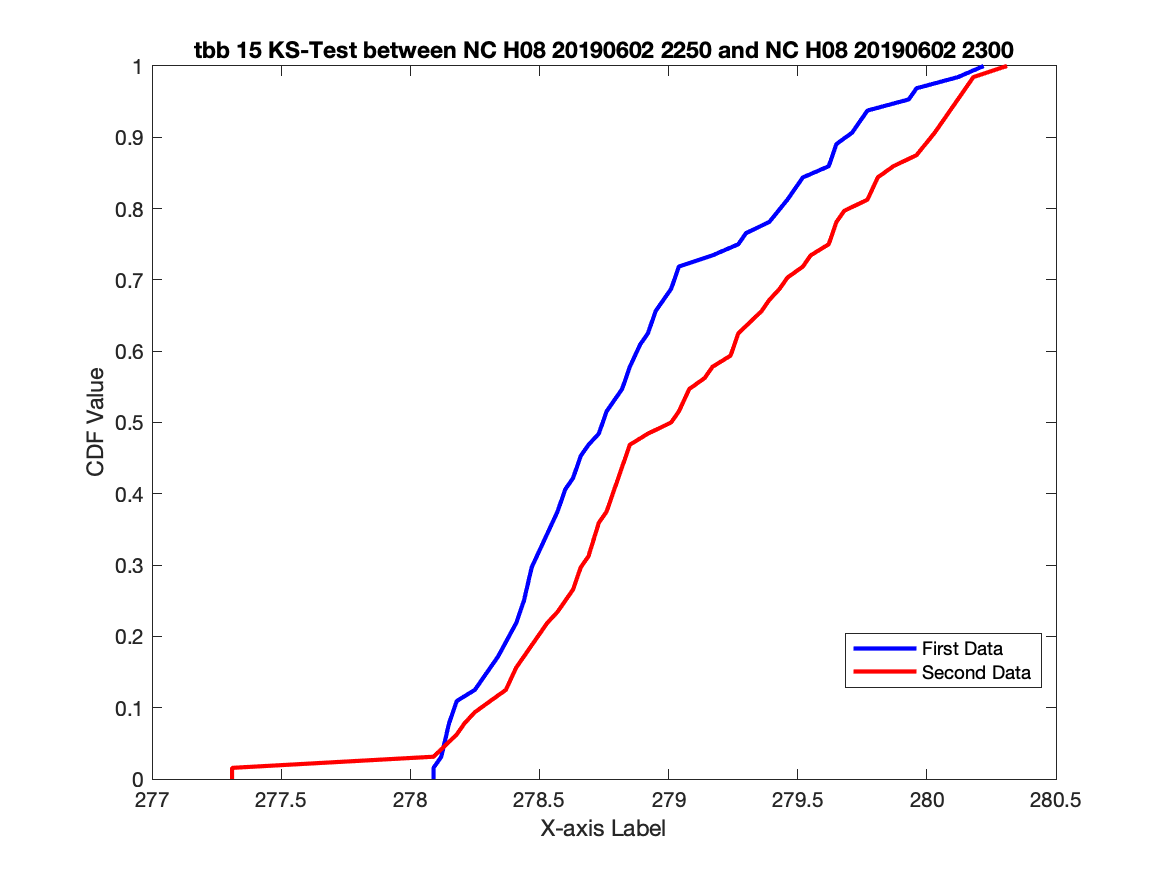 tbb 15 KS-Test between NC H08 20190602 2250 and NC H08 20190602 2300
1
0.9
0.8
0.7
0.6
0.5
0.4
0.3
0.2
0.1
0
CDF Value
First Data
Second Data
277 277.5 278 278.5 279 279.5 280 280.5
X-axis Label